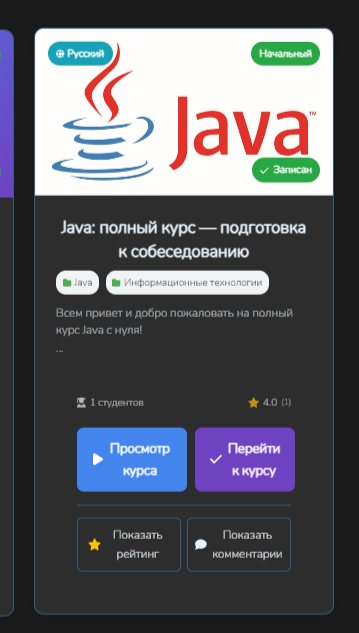 Русский
Начальный
Java™
Записан
Java: полный курс — подготовка
к собеседованию
Java
Информационные технологии
Всем привет и добро пожаловать на полный
курс Java с нуля!
...
1 студентов
4.0 (1)
Просмотр
курса
Перейти
к курсу
Показать
рейтинг
Показать
комментарии